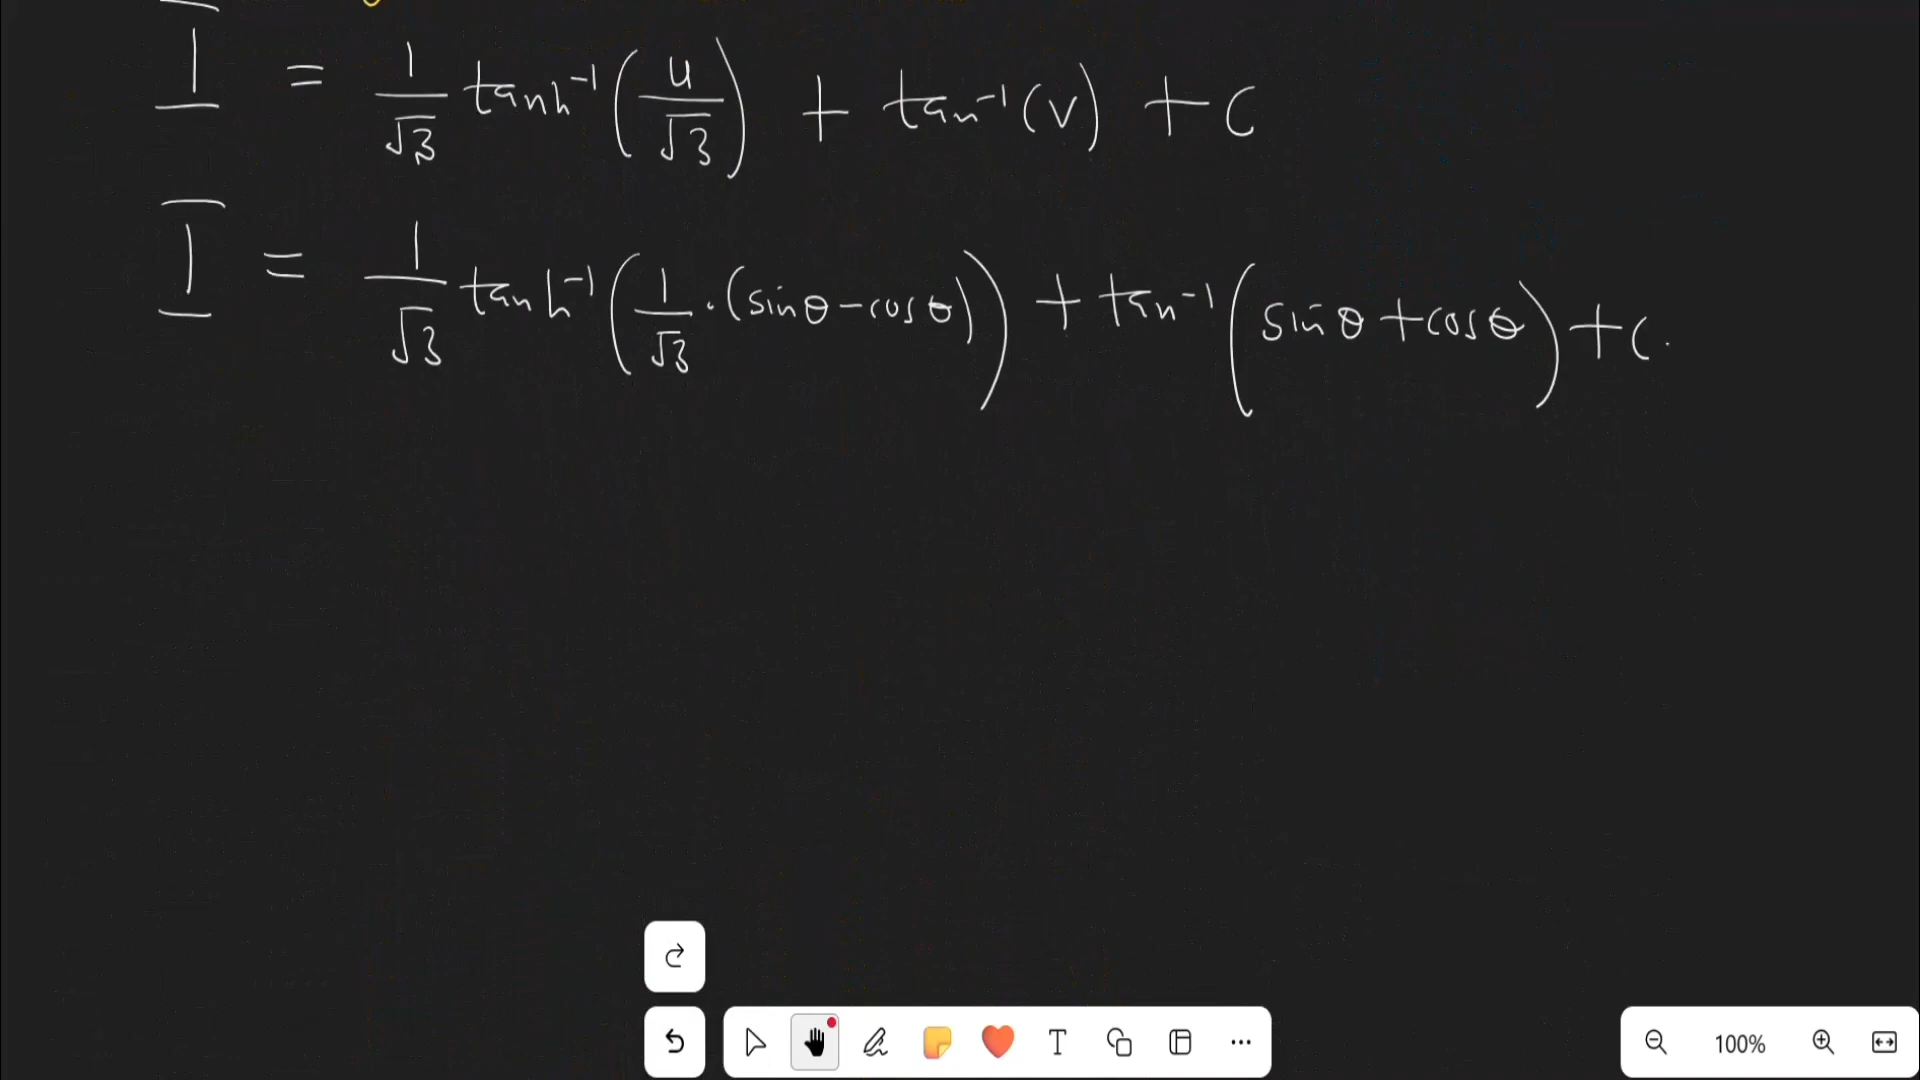 I = 1/√3 tanh⁻¹(u/√3) + tan⁻¹(v) + c
I = 1/√3 tanh⁻¹(1/√3 · (sinθ − cosθ)) + tan⁻¹(sinθ + cosθ) + c.
T
100%